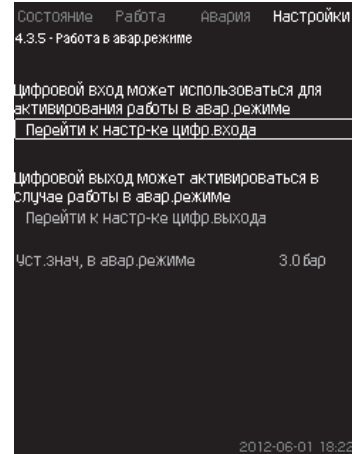 Состояние Работа Авария Настройки
4.3.5 - Работа в авар.режиме
Цифровой вход может использоваться для
активирования работы в авар.режиме
Перейти к настр-ке цифр.входа
Цифровой выход может активироваться в
случае работы в авар.режиме
Перейти к настр-ке цифр.выхода
Уст.знач, в авар.режиме 3.0 бар
2012-06-01 18:22